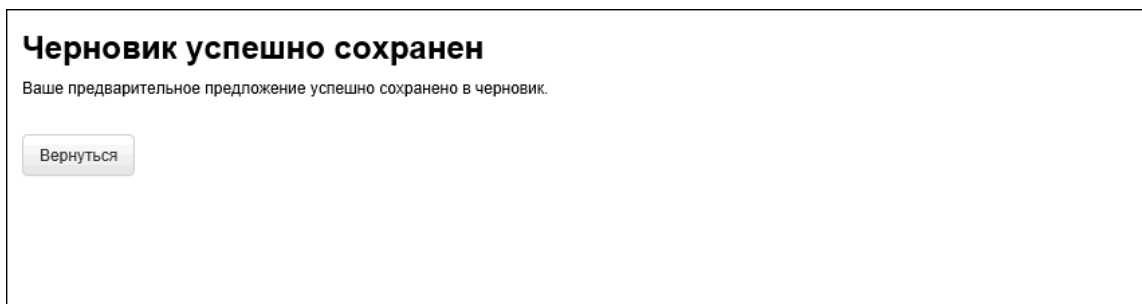 Черновик успешно сохранен
Ваше предварительное предложение успешно сохранено в черновик.
Вернуться